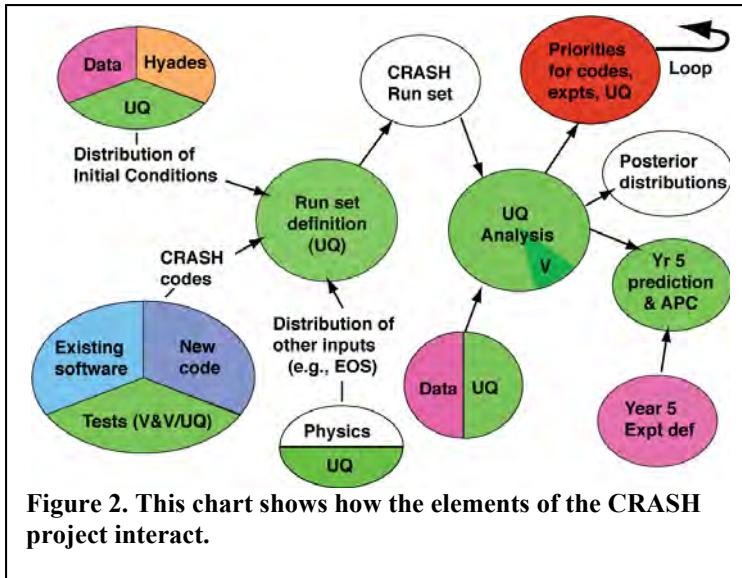 Data
Hyades
UQ
Distribution of
Initial Conditions
CRASH
codes
Existing
software
New
code
Tests (V&V/UQ)
Run set
definition
(UQ)
Distribution of
other inputs
(e.g., EOS)
Physics
UQ
CRASH
Run set
UQ
Analysis
V
Data
UQ
Priorities
for codes,
expts, UQ
Loop
Posterior
distributions
Yr 5
prediction
& APC
Year 5
Expt def
Figure 2. This chart shows how the elements of the CRASH
project interact.